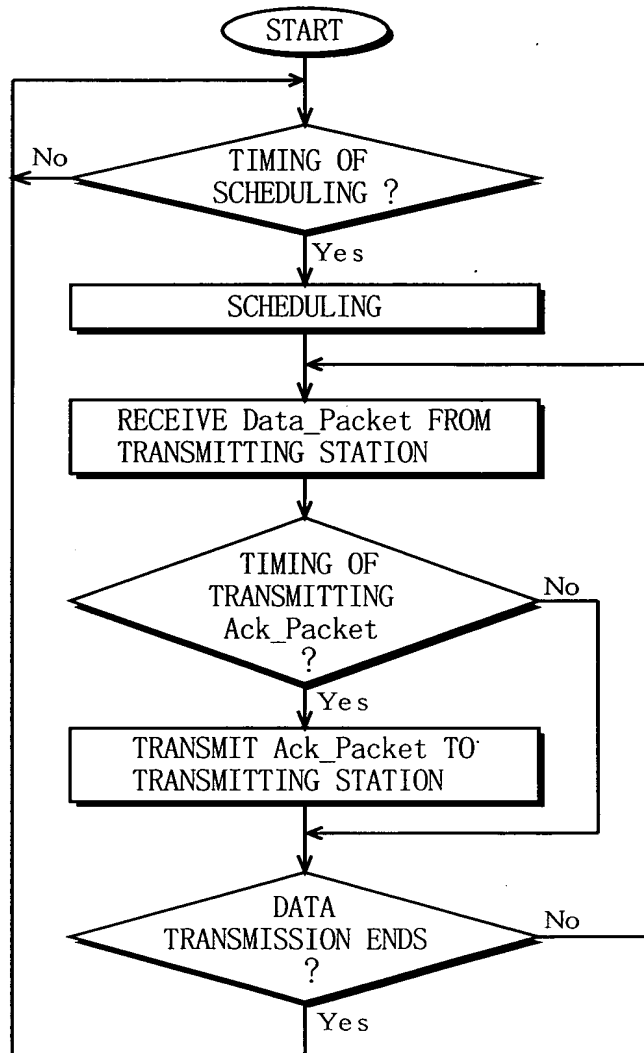 START
No
TIMING OF
SCHEDULING ?
Yes
SCHEDULING
RECEIVE Data_Packet FROM
TRANSMITTING STATION
TIMING OF
TRANSMITTING
Ack_Packet
?
No
Yes
TRANSMIT Ack_Packet TO
TRANSMITTING STATION
DATA
TRANSMISSION ENDS
?
No
Yes